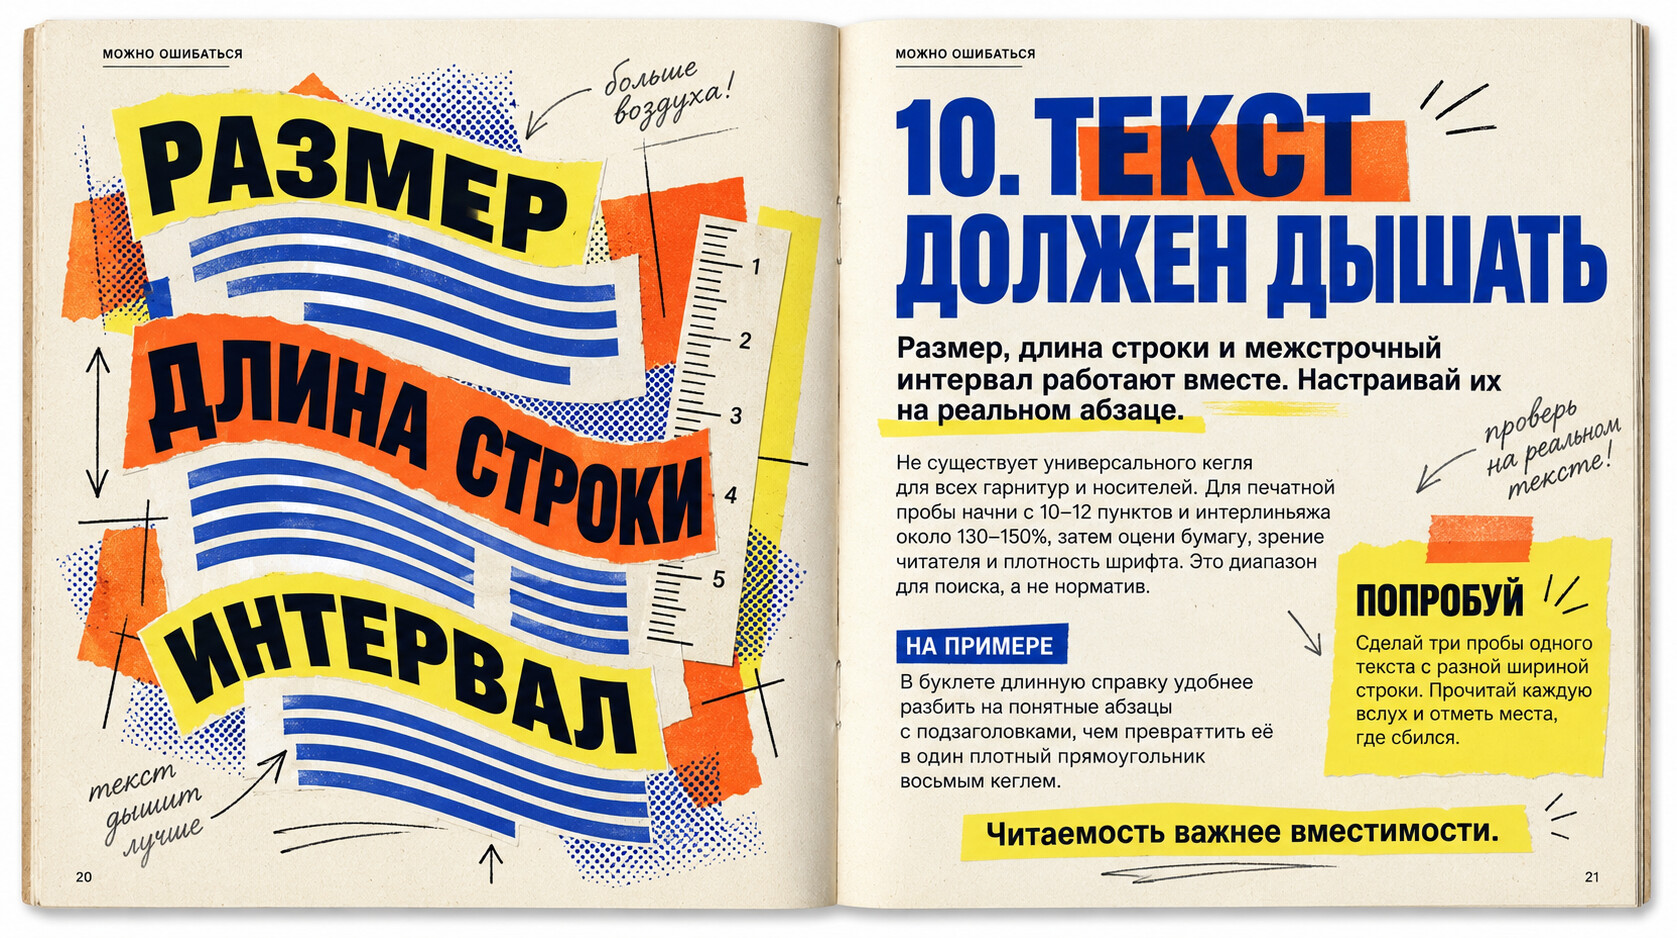 МОЖНО ОШИБАТЬСЯ
больше
воздуха!
РАЗМЕР
ДЛИНА СТРОКИ
ИНТЕРВАЛ
1
2
3
4
5
текст
дышит
лучше
20
МОЖНО ОШИБАТЬСЯ
10. ТЕКСТ
ДОЛЖЕН ДЫШАТЬ
Размер, длина строки и межстрочный
интервал работают вместе. Настраивай их
на реальном абзаце.
Не существует универсального кегля
для всех гарнитур и носителей. Для печатной
пробы начни с 10–12 пунктов и интерлиньяжа
около 130–150%, затем оцени бумагу, зрение
читателя и плотность шрифта. Это диапазон
для поиска, а не норматив.
проверь
на реальном
тексте!
НА ПРИМЕРЕ
В буклете длинную справку удобнее
разбить на понятные абзацы
с подзаголовками, чем превратτить её
в один плотный прямоугольник
восьмым кеглем.
ПОПРОБУЙ
Сделай три пробы одного
текста с разной шириной
строки. Прочитай каждую
вслух и отметь места,
где сбился.
Читаемость важнее вместимости.
21